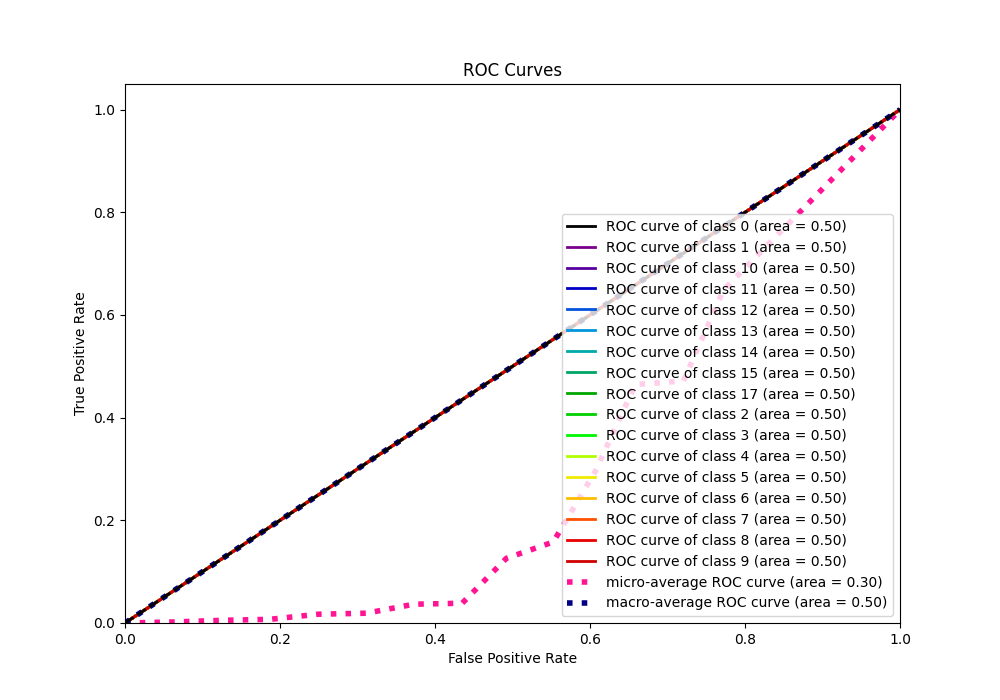 ROC Curves
True Positive Rate
1.0
0.8
0.6
0.4
0.2
0.0
ROC curve of class 0 (area = 0.50)
ROC curve of class 1 (area = 0.50)
ROC curve of class 10 (area = 0.50)
ROC curve of class 11 (area = 0.50)
ROC curve of class 12 (area = 0.50)
ROC curve of class 13 (area = 0.50)
ROC curve of class 14 (area = 0.50)
ROC curve of class 15 (area = 0.50)
ROC curve of class 17 (area = 0.50)
ROC curve of class 2 (area = 0.50)
ROC curve of class 3 (area = 0.50)
ROC curve of class 4 (area = 0.50)
ROC curve of class 5 (area = 0.50)
ROC curve of class 6 (area = 0.50)
ROC curve of class 7 (area = 0.50)
ROC curve of class 8 (area = 0.50)
ROC curve of class 9 (area = 0.50)
micro-average ROC curve (area = 0.30)
macro-average ROC curve (area = 0.50)
0.0 0.2 0.4 0.6 0.8 1.0
False Positive Rate